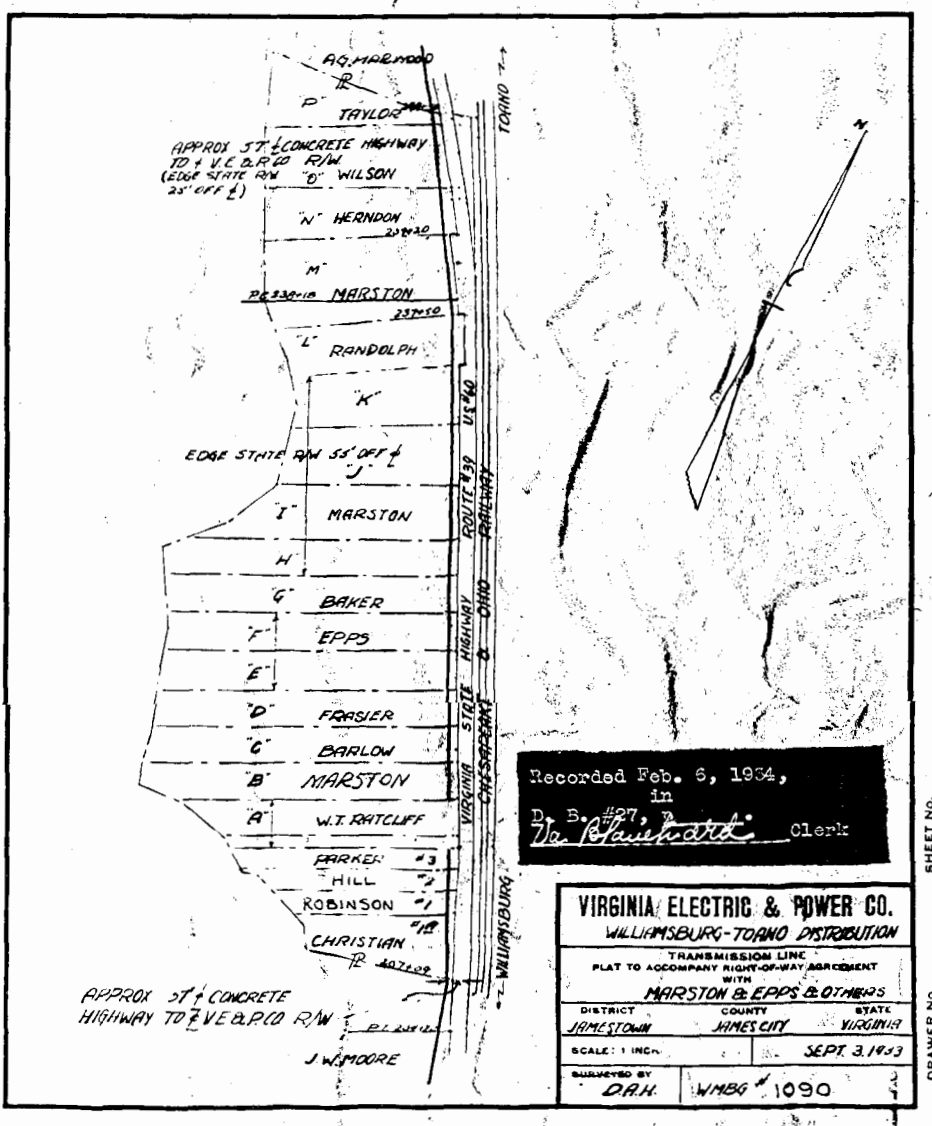 A.G. MARWOOD
"P"
TAYLOR
APPROX 57' ℄ CONCRETE HIGHWAY
TO ℄ V.E.&P.CO R/W.
(EDGE STATE R/W
25' OFF ℄)
"O" WILSON
"N" HERNDON
"M"
MARSTON
"L"
RANDOLPH
"K"
EDGE STATE R/W 55' OFF ℄
"J"
"I" MARSTON
H
"G" BAKER
"F" EPPS
"E"
"D" FRASIER
"C" BARLOW
"B" MARSTON
"A" W.T. RATCLIFF
PARKER #3
HILL #2
ROBINSON #1
CHRISTIAN
APPROX 57' ℄ CONCRETE
HIGHWAY TO ℄ V.E.&P.CO R/W
J.W. MOORE
TOANO
VIRGINIA STATE HIGHWAY ROUTE #39 US #60
CHESAPEAKE & OHIO RAILWAY
WILLIAMSBURG
N
Recorded Feb. 6, 1934,
in
D. B. #27,
Clerk
VIRGINIA ELECTRIC & POWER CO.
WILLIAMSBURG-TOANO DISTRIBUTION
TRANSMISSION LINE
PLAT TO ACCOMPANY RIGHT-OF-WAY AGREEMENT
WITH
MARSTON & EPPS & OTHERS
DISTRICT COUNTY STATE
JAMESTOWN JAMES CITY VIRGINIA
SCALE: 1 INCH SEPT. 3. 1933
SURVEYED BY
D.A.H. WMBG # 1090
SHEET NO.
DRAWER NO.